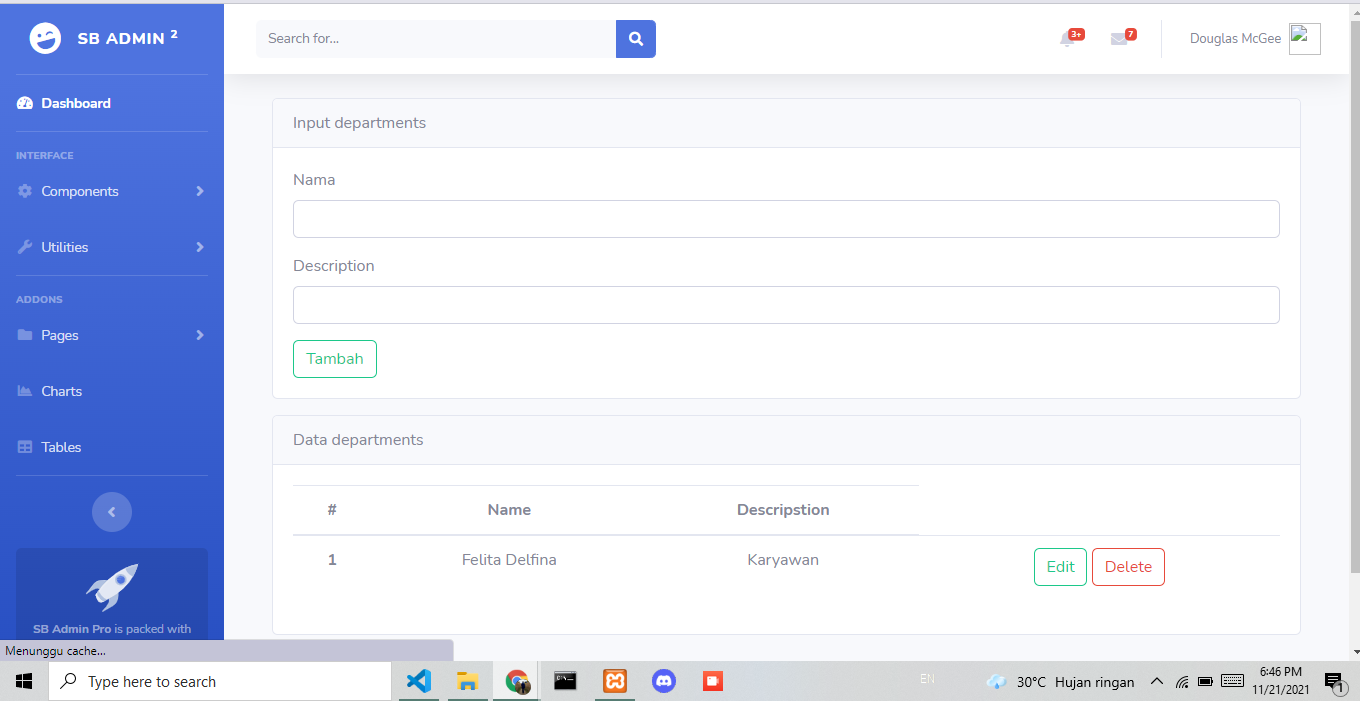 SB ADMIN 2
Search for...
3+
7
Douglas McGee
Dashboard
INTERFACE
Components
Utilities
ADDONS
Pages
Charts
Tables
SB Admin Pro is packed with
Input departments
Nama
Description
Tambah
Data departments
# Name Descripstion
1 Felita Delfina Karyawan Edit Delete
Menunggu cache...
Type here to search
EN
30°C Hujan ringan
6:46 PM
11/21/2021
1